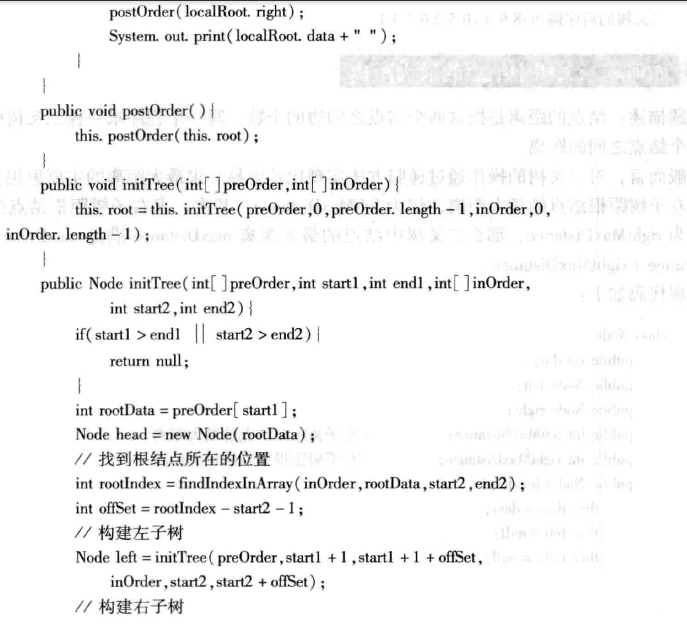 postOrder(localRoot. right);
System. out. print(localRoot. data + " ");
}
}
public void postOrder(){
this. postOrder(this. root);
}
public void initTree(int[]preOrder,int[]inOrder){
this. root = this. initTree(preOrder,0,preOrder. length - 1,inOrder,0,
inOrder. length - 1);
}
public Node initTree(int[]preOrder,int start1,int end1,int[]inOrder,
int start2,int end2){
if(start1 > end1 || start2 > end2){
return null;
}
int rootData = preOrder[start1];
Node head = new Node(rootData);
// 找到根结点所在的位置
int rootIndex = findIndexInArray(inOrder,rootData,start2,end2);
int offSet = rootIndex - start2 - 1;
// 构建左子树
Node left = initTree(preOrder,start1 + 1,start1 + 1 + offSet,
inOrder,start2,start2 + offSet);
// 构建右子树